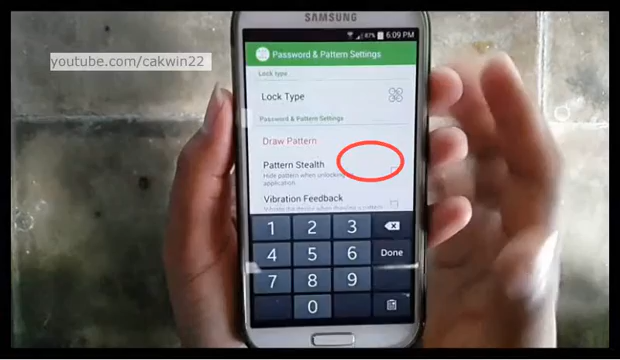 SAMSUNG
87% 6:09 PM
youtube.com/cakwin22
Password & Pattern Settings
Lock type
Lock Type
Password & Pattern Settings
Draw Pattern
Pattern Stealth
Hide pattern when unlocking
application
Vibration Feedback
1 2 3
4 5 6 Done
7 8 9
0